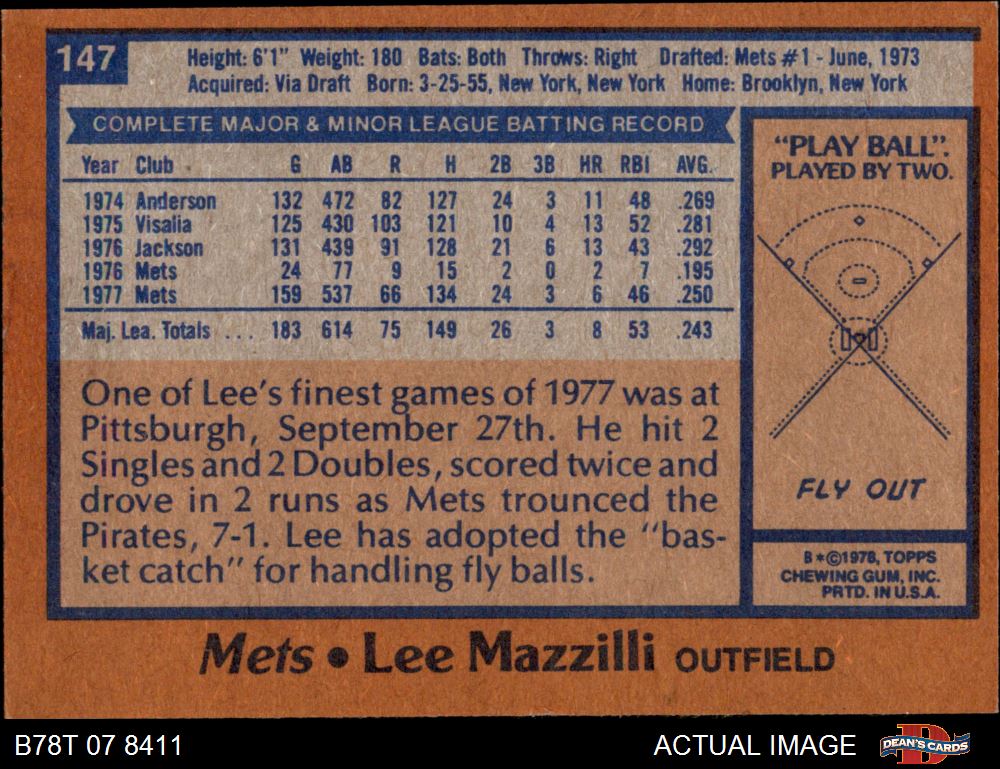 147
Height: 6'1" Weight: 180 Bats: Both Throws: Right Drafted: Mets #1 - June, 1973
Acquired: Via Draft Born: 3-25-55, New York, New York Home: Brooklyn, New York
COMPLETE MAJOR & MINOR LEAGUE BATTING RECORD
Year Club G AB R H 2B 3B HR RBI AVG.
1974 Anderson 132 472 82 127 24 3 11 48 .269
1975 Visalia 125 430 103 121 10 4 13 52 .281
1976 Jackson 131 439 91 128 21 6 13 43 .292
1976 Mets 24 77 9 15 2 0 2 7 .195
1977 Mets 159 537 66 134 24 3 6 46 .250
Maj. Lea. Totals ... 183 614 75 149 26 3 8 53 .243
One of Lee's finest games of 1977 was at
Pittsburgh, September 27th. He hit 2
Singles and 2 Doubles, scored twice and
drove in 2 runs as Mets trounced the
Pirates, 7-1. Lee has adopted the "bas-
ket catch" for handling fly balls.
"PLAY BALL".
PLAYED BY TWO.
FLY OUT
B*©1978, TOPPS
CHEWING GUM, INC.
PRTD. IN U.S.A.
Mets • Lee Mazzilli OUTFIELD
B78T 07 8411
ACTUAL IMAGE
DEAN'S CARDS